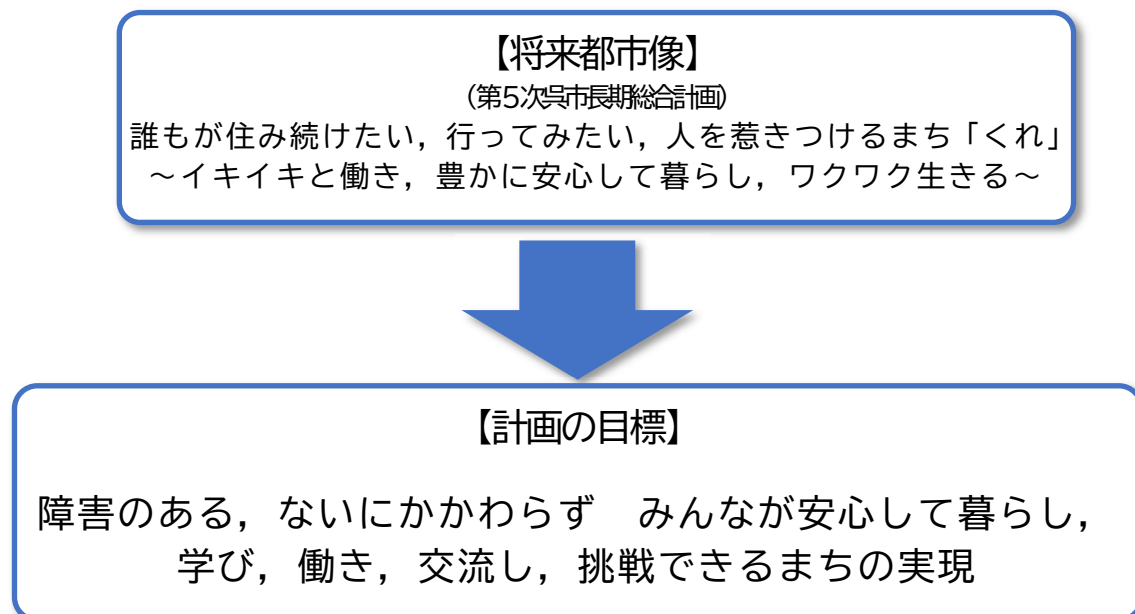 【将来都市像】
（第5次呉市長期総合計画）
誰もが住み続けたい，行ってみたい，人を惹きつけるまち「くれ」
～イキイキと働き，豊かに安心して暮らし，ワクワク生きる～
【計画の目標】
障害のある，ないにかかわらず　みんなが安心して暮らし，
学び，働き，交流し，挑戦できるまちの実現